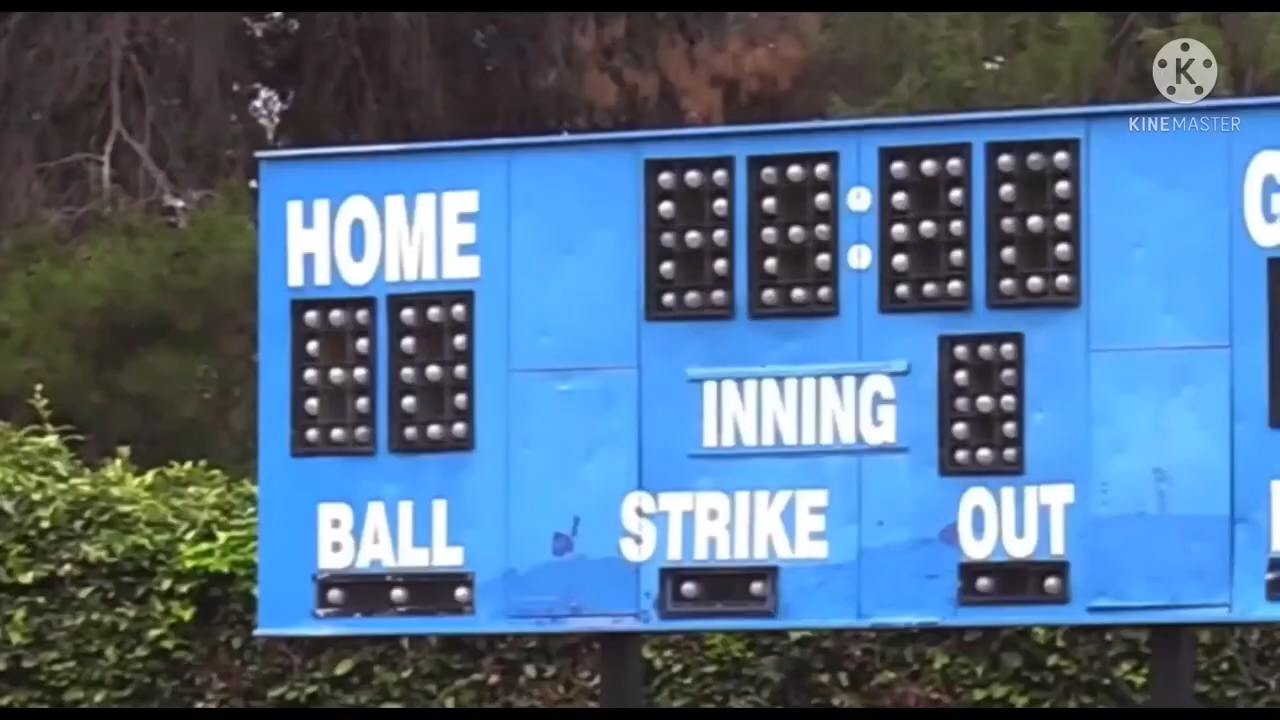 K
KINEMASTER
HOME
G
INNING
BALL STRIKE OUT